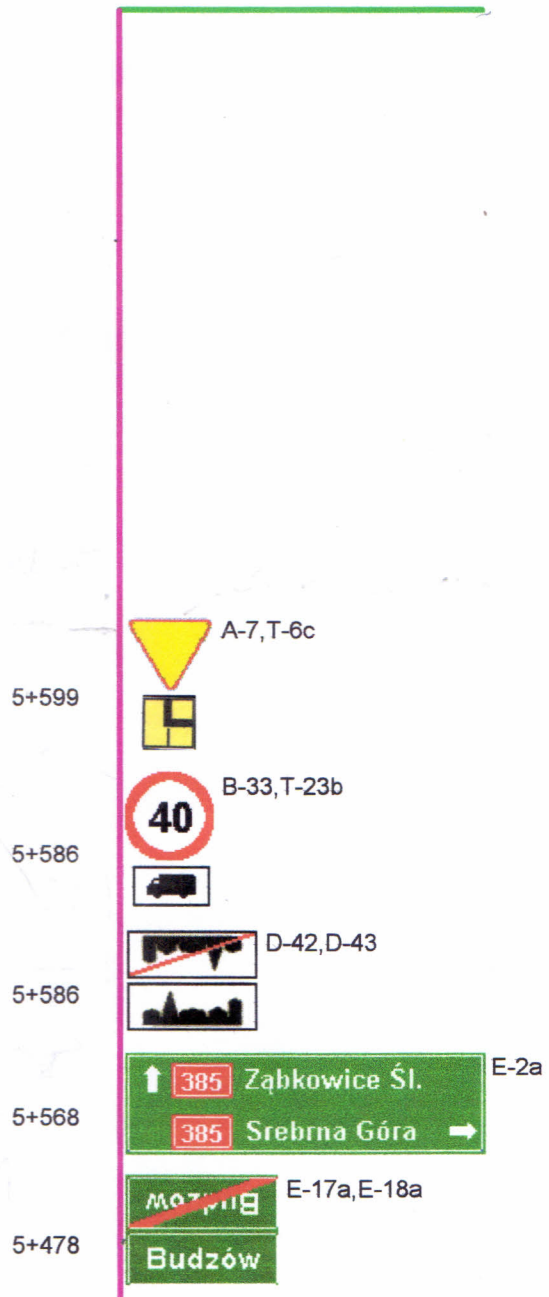 A-7,T-6c
5+599
B-33,T-23b
40
5+586
D-42,D-43
5+586
E-2a
385 Ząbkowice Śl.
5+568
385 Srebrna Góra
E-17a,E-18a
Budzów
5+478
Budzów